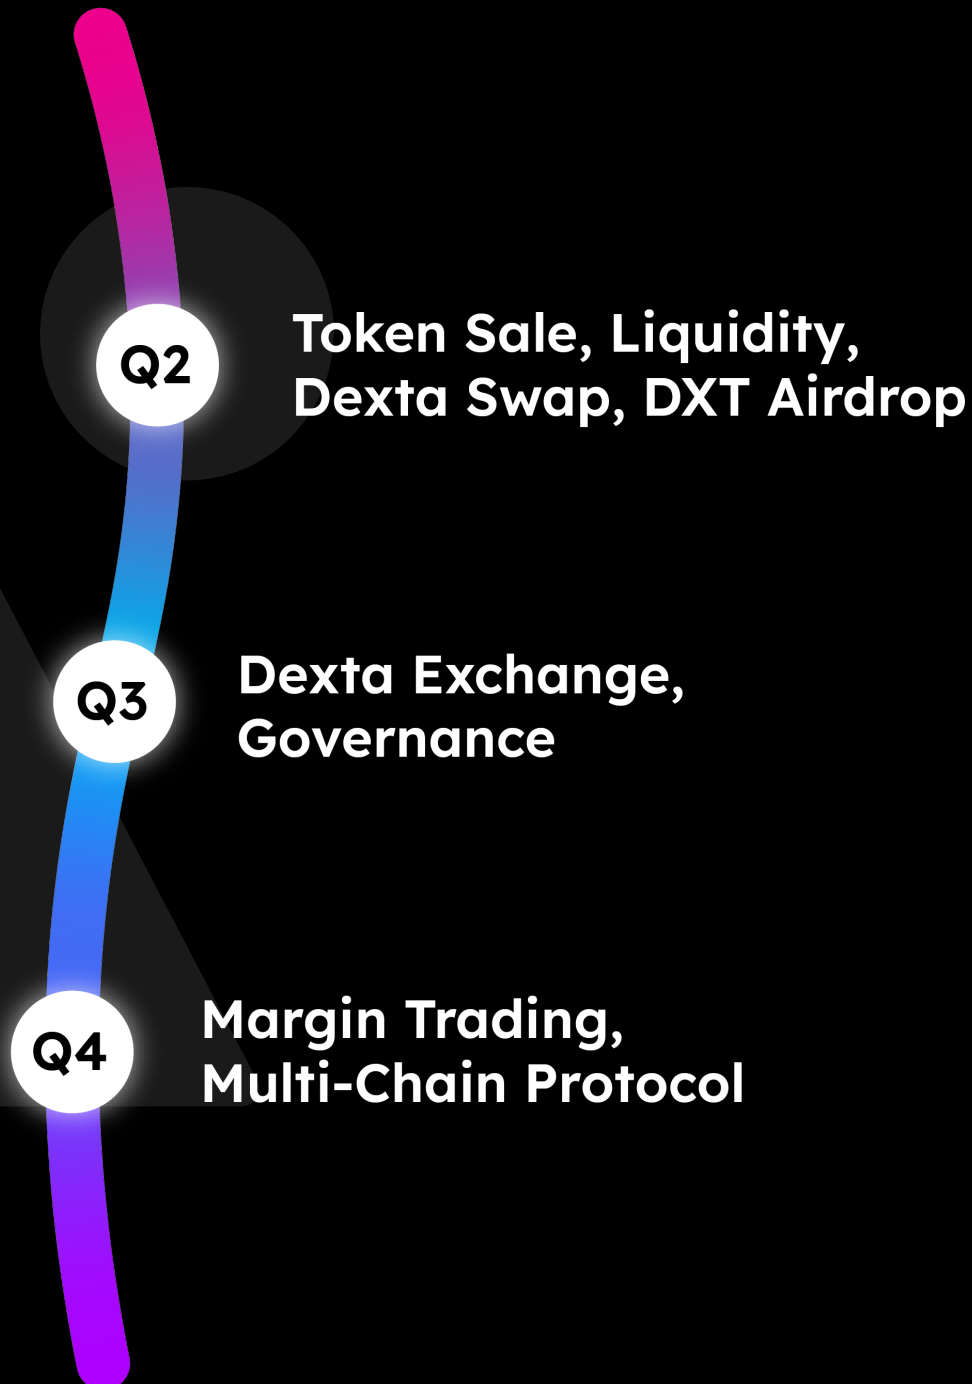 Q2
Token Sale, Liquidity,
Dexta Swap, DXT Airdrop
Q3
Dexta Exchange,
Governance
Q4
Margin Trading,
Multi-Chain Protocol